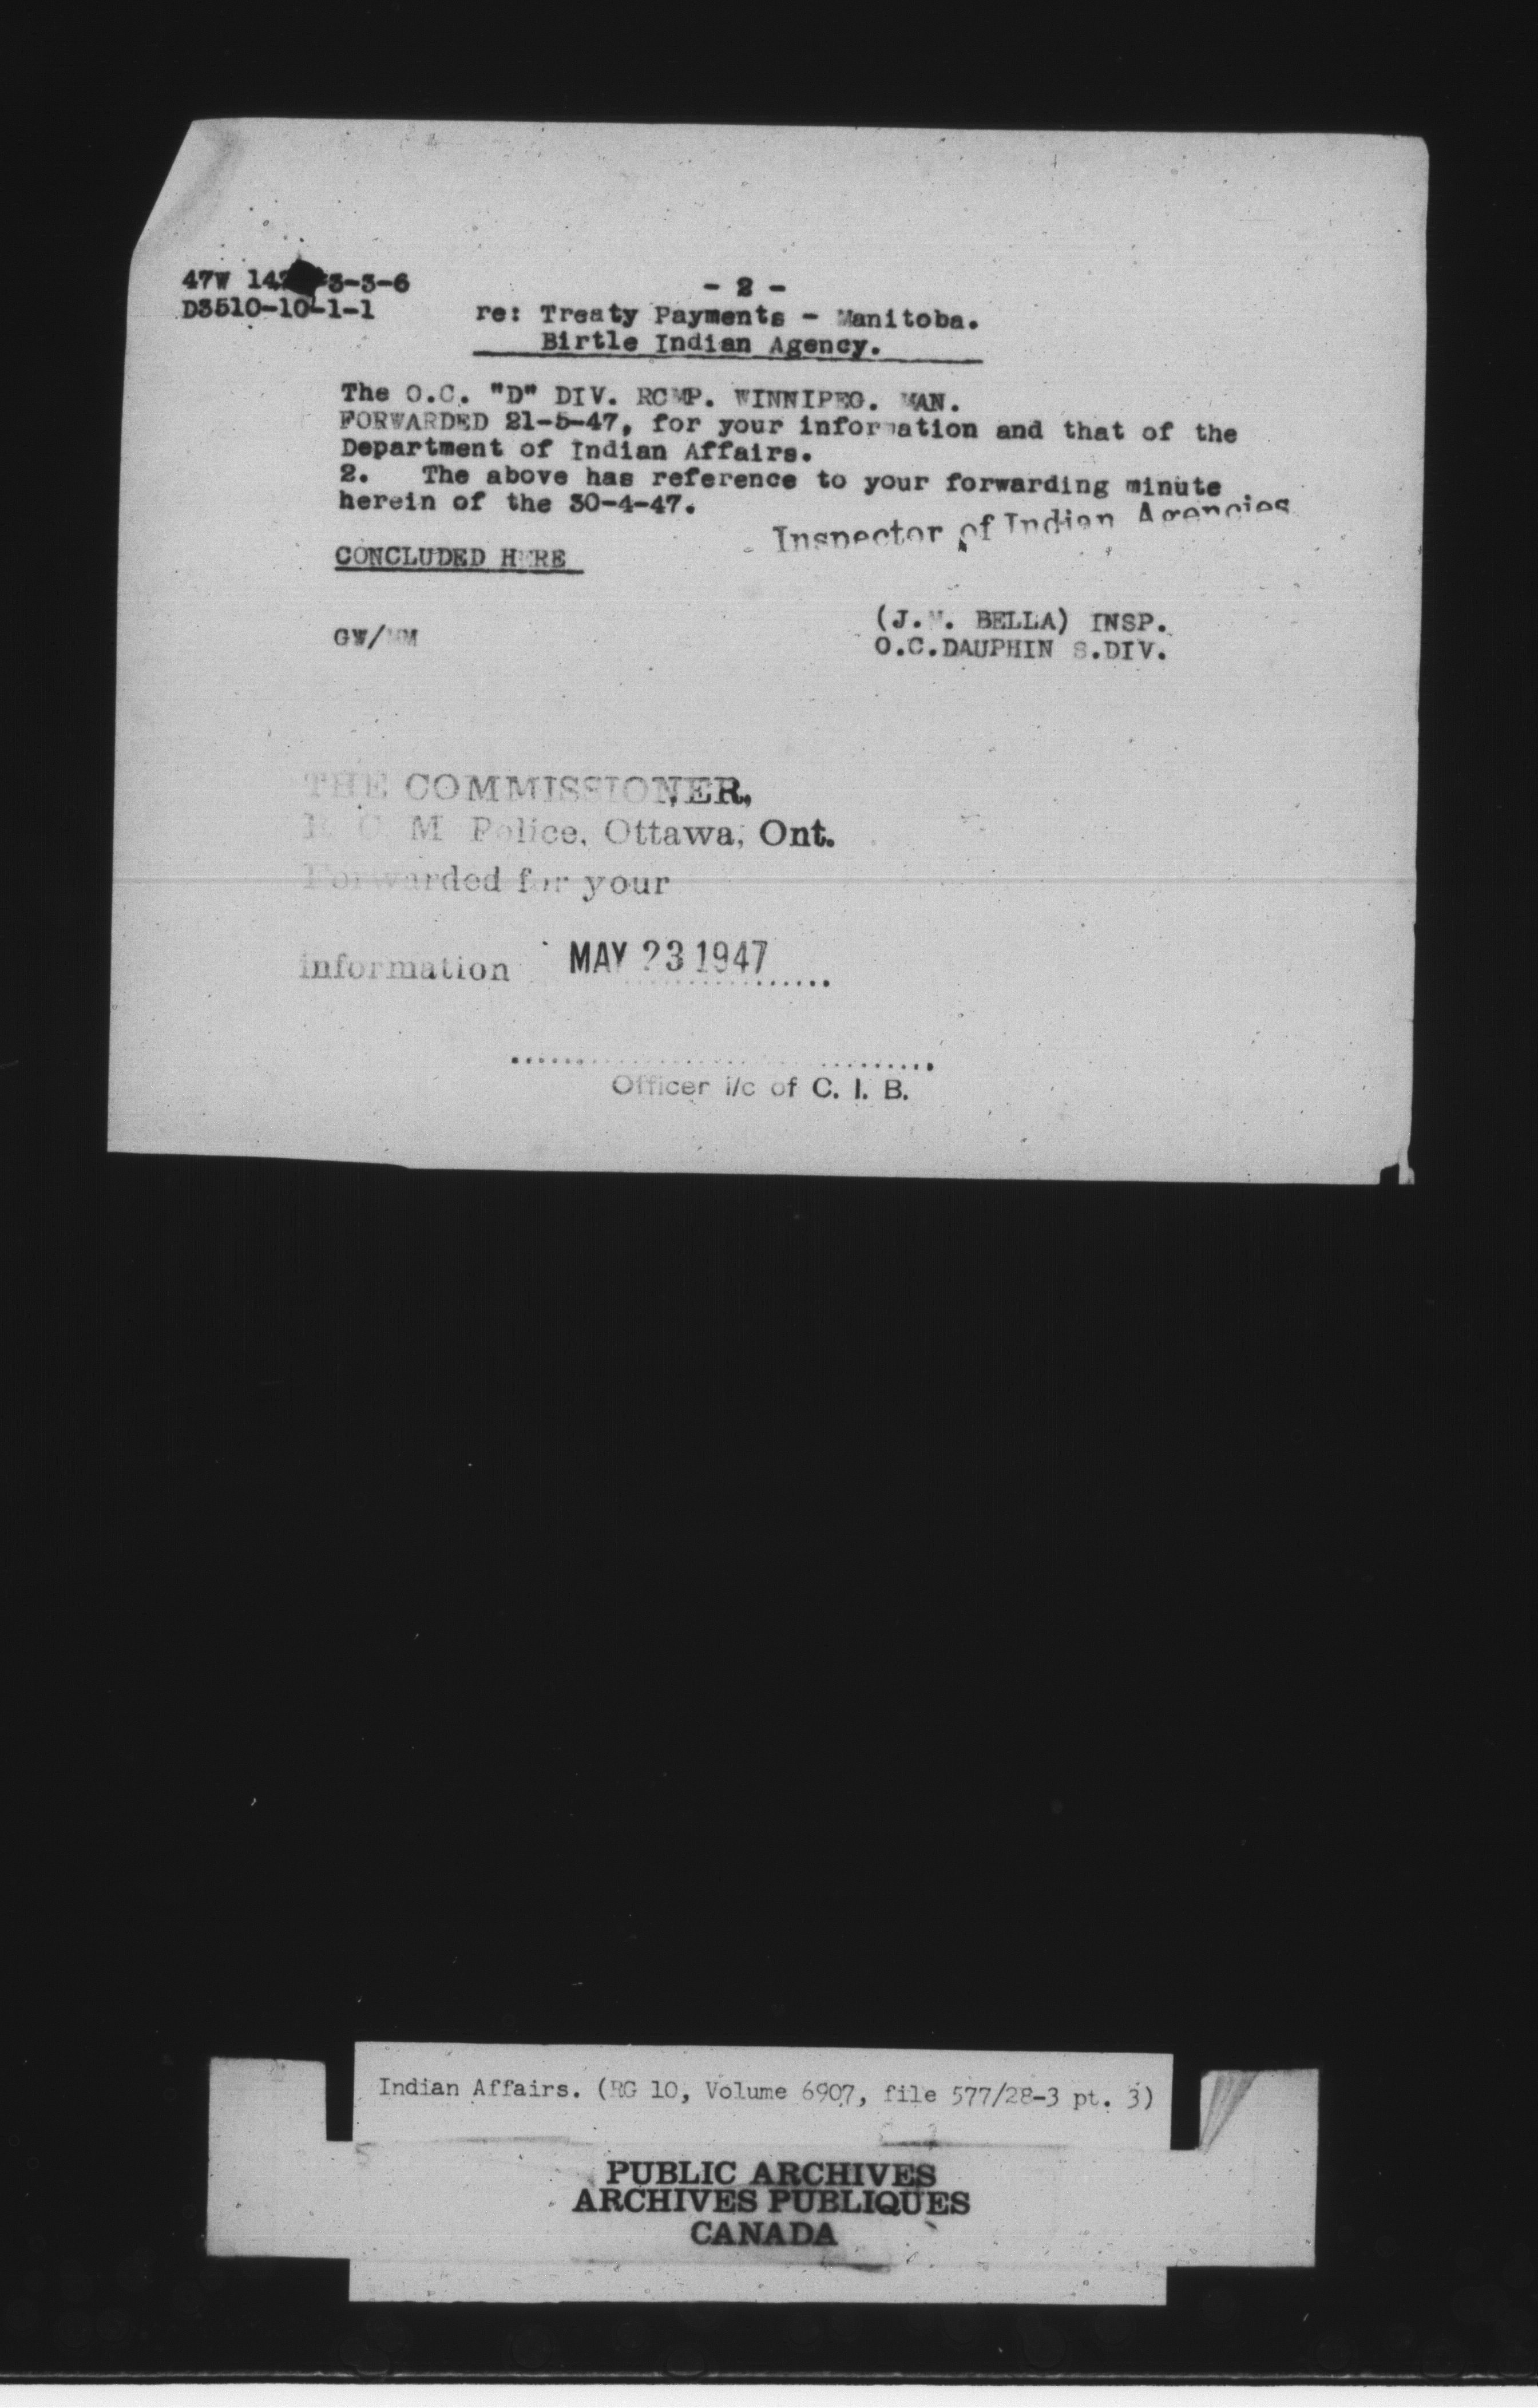 47W 14 3-3-6
- 2 -
D3510-10-1-1
re: Treaty Payments - Manitoba.
Birtle Indian Agency.
The O.C. "D" DIV. RCMP. WINNIPEG. MAN.
FORWARDED 21-5-47, for your information and that of the
Department of Indian Affairs.
2. The above has reference to your forwarding minute
herein of the 30-4-47.
Inspector of Indian Agencies
CONCLUDED HERE
(J. . BELLA) INSP.
GW/MM
O.C.DAUPHIN S.DIV.
THE COMMISSIONER,
R. C. M Police, Ottawa, Ont.
Forwarded for your
information MAY 23 1947
Officer i/c of C. I. B.
Indian Affairs. (RG 10, Volume 6907, file 577/28-3 pt. 3)
PUBLIC ARCHIVES
ARCHIVES PUBLIQUES
CANADA